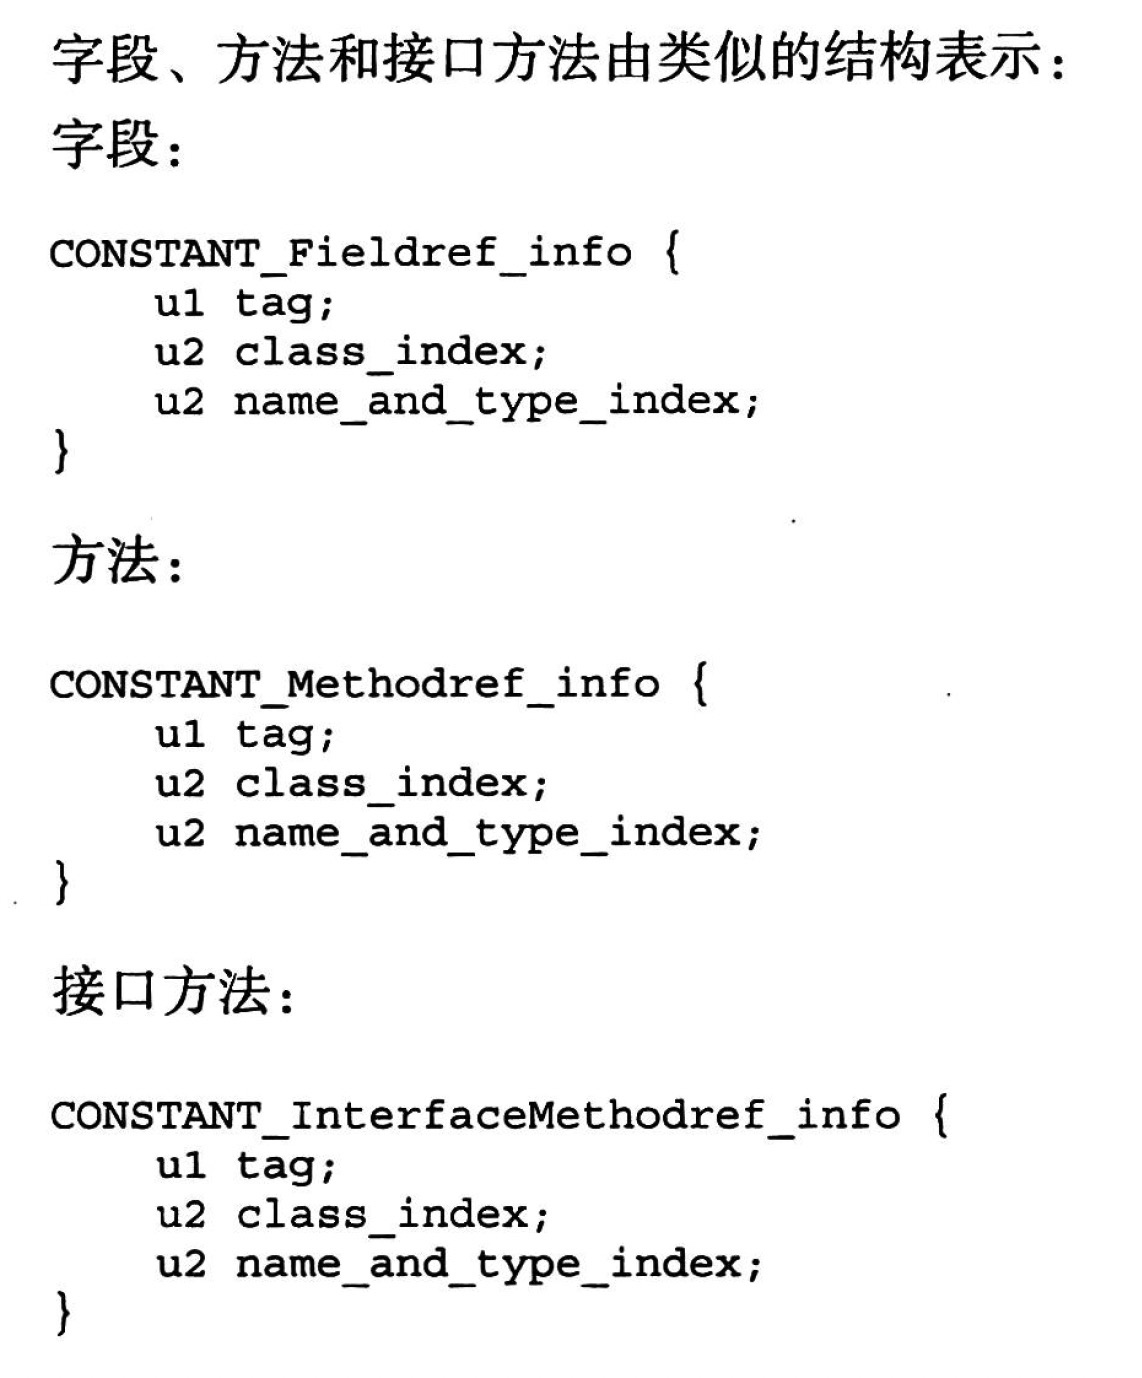 字段、方法和接口方法由类似的结构表示：
字段：
CONSTANT_Fieldref_info {
    u1 tag;
    u2 class_index;
    u2 name_and_type_index;
}
方法：
CONSTANT_Methodref_info {
    u1 tag;
    u2 class_index;
    u2 name_and_type_index;
}
接口方法：
CONSTANT_InterfaceMethodref_info {
    u1 tag;
    u2 class_index;
    u2 name_and_type_index;
}